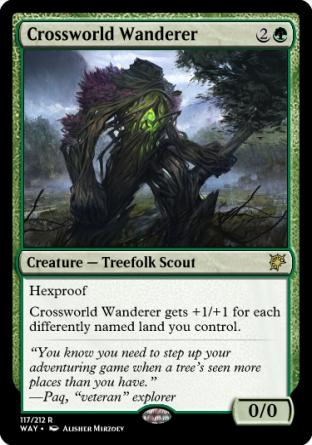 Crossworld Wanderer 2
Creature — Treefolk Scout
Hexproof
Crossworld Wanderer gets +1/+1 for each
differently named land you control.
“You know you need to step up your
adventuring game when a tree’s seen more
places than you have.”
—Paq, “veteran” explorer
0/0
117/212 R
WAY • Alisher Mirzoev